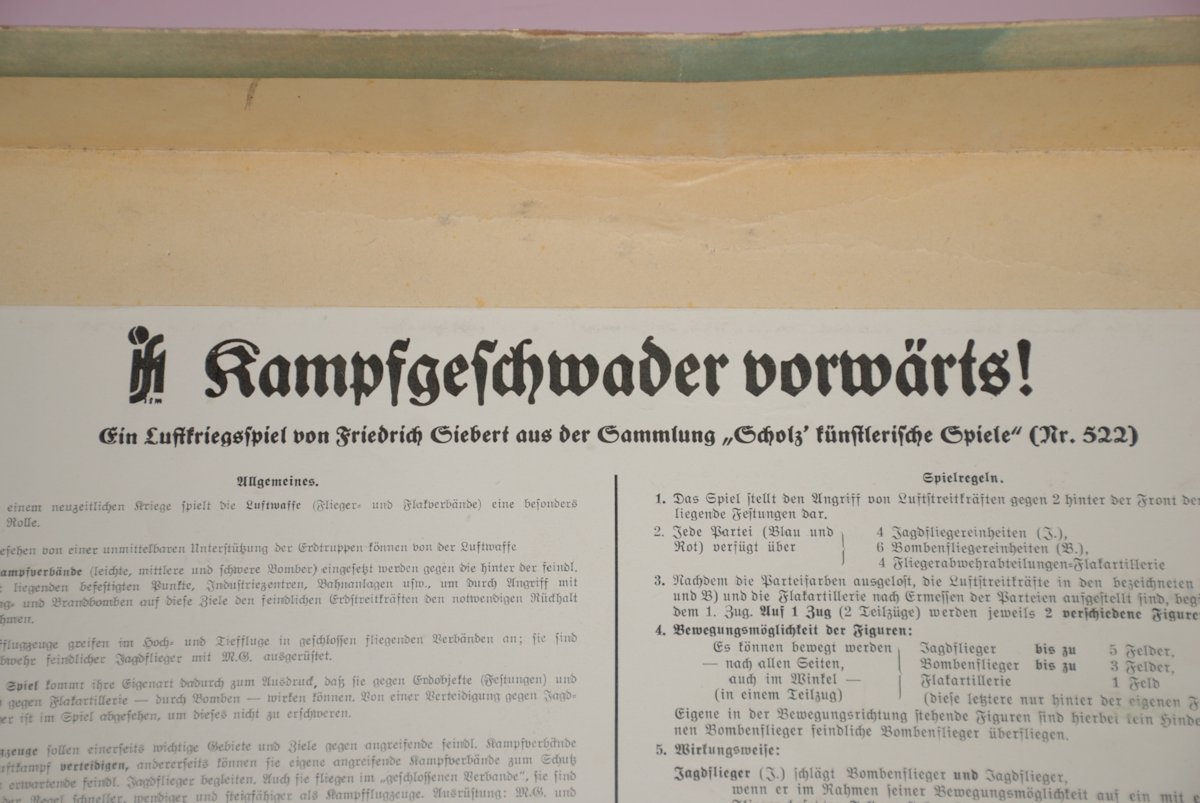 Kampfgeschwader vorwärts!
Ein Luftkriegsspiel von Friedrich Siebert aus der Sammlung „Scholz' künstlerische Spiele“ (Nr. 522)
Allgemeines.
einem neuzeitlichen Kriege spielt die Luftwaffe (Flieger- und Flakverbände) eine besonders
Rolle.
von einer unmittelbaren Unterstützung der Erdtruppen können von der Luftwaffe
(leichte, mittlere und schwere Bomber) eingesetzt werden gegen die hinter der feindl.
liegenden befestigten Punkte, Industriezentren, Bahnanlagen usw., um durch Angriff mit
und Brandbomben auf diese Ziele den feindlichen Erdstreitkräften den notwendigen Rückhalt
greifen im Hoch- und Tiefflluge in geschlossen fliegenden Verbänden an; sie sind
feindlicher Jagdflieger mit M.G. ausgerüstet.
Spiel kommt ihre Eigenart dadurch zum Ausdruck, daß sie gegen Erdobjekte (Festungen) und
gegen Flakartillerie — durch Bomben — wirken können. Von einer Verteidigung gegen Jagd-
ist im Spiel abgesehen, um dieses nicht zu erschweren.
sollen einerseits wichtige Gebiete und Ziele gegen angreifende feindl. Kampfverbände
verteidigen, andererseits können sie eigene angreifende Kampfverbände zum Schutz
erwartende feindl. Jagdflieger begleiten. Auch sie fliegen im „geschlossenen Verbande“, sie sind
der Regel schneller, wendiger und steigfähiger als Kampfflugzeuge. Ausrüstung: M.G. und
Spielregeln.
1. Das Spiel stellt den Angriff von Luftstreitkräften gegen 2 hinter der Front
liegende Festungen dar.
2. Jede Partei (Blau und Rot) verfügt über
4 Jagdfliegereinheiten (J.),
6 Bombenfliegereinheiten (B.),
4 Fliegerabwehrabteilungen-Flakartillerie
3. Nachdem die Parteifarben ausgelost, die Luftstreitkräfte in den bezeichneten
und B) und die Flakartillerie nach Ermessen der Parteien aufgestellt sind,
dem 1. Zug. Auf 1 Zug (2 Teilzüge) werden jeweils 2 verschiedene
4. Bewegungsmöglichkeit der Figuren:
Es können bewegt werden
— nach allen Seiten,
auch im Winkel —
(in einem Teilzug)
Jagdflieger bis zu 5 Felder,
Bombenflieger bis zu 3 Felder,
Flakartillerie 1 Feld
(diese letztere nur hinter der eigenen
Eigene in der Bewegungsrichtung stehende Figuren sind hierbei kein
nen Bombenflieger feindliche Bombenflieger überfliegen.
5. Wirkungsweise:
Jagdflieger (J.) schlägt Bombenflieger und Jagdflieger,
wenn er im Rahmen seiner Bewegungsmöglichkeit auf ein mit